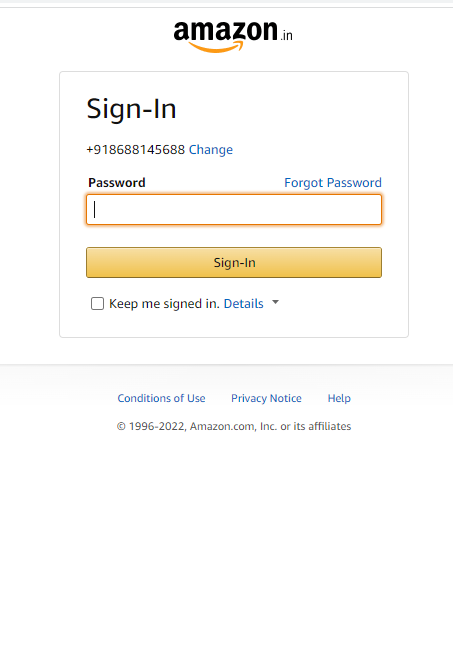 amazon.in
Sign-In
+918688145688 Change
Password Forgot Password
Sign-In
Keep me signed in. Details
Conditions of Use Privacy Notice Help
© 1996-2022, Amazon.com, Inc. or its affiliates